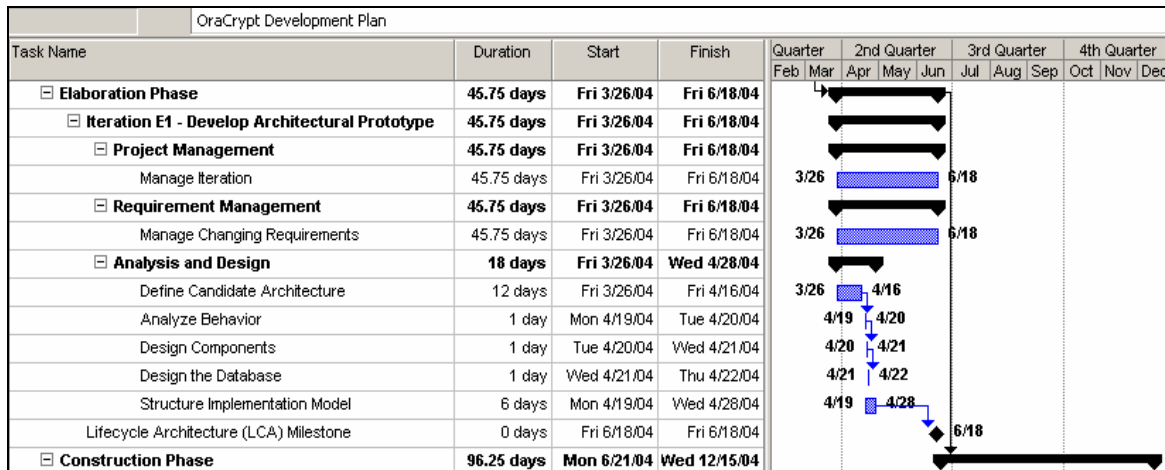 OraCrypt Development Plan
Task Name Duration Start Finish Quarter 2nd Quarter 3rd Quarter 4th Quarter
Feb Mar Apr May Jun Jul Aug Sep Oct Nov Dec
Elaboration Phase 45.75 days Fri 3/26/04 Fri 6/18/04
Iteration E1 - Develop Architectural Prototype 45.75 days Fri 3/26/04 Fri 6/18/04
Project Management 45.75 days Fri 3/26/04 Fri 6/18/04
Manage Iteration 45.75 days Fri 3/26/04 Fri 6/18/04 3/26 6/18
Requirement Management 45.75 days Fri 3/26/04 Fri 6/18/04
Manage Changing Requirements 45.75 days Fri 3/26/04 Fri 6/18/04 3/26 6/18
Analysis and Design 18 days Fri 3/26/04 Wed 4/28/04
Define Candidate Architecture 12 days Fri 3/26/04 Fri 4/16/04 3/26 4/16
Analyze Behavior 1 day Mon 4/19/04 Tue 4/20/04 4/19 4/20
Design Components 1 day Tue 4/20/04 Wed 4/21/04 4/20 4/21
Design the Database 1 day Wed 4/21/04 Thu 4/22/04 4/21 4/22
Structure Implementation Model 6 days Mon 4/19/04 Wed 4/28/04 4/19 4/28
Lifecycle Architecture (LCA) Milestone 0 days Fri 6/18/04 Fri 6/18/04 6/18
Construction Phase 96.25 days Mon 6/21/04 Wed 12/15/04